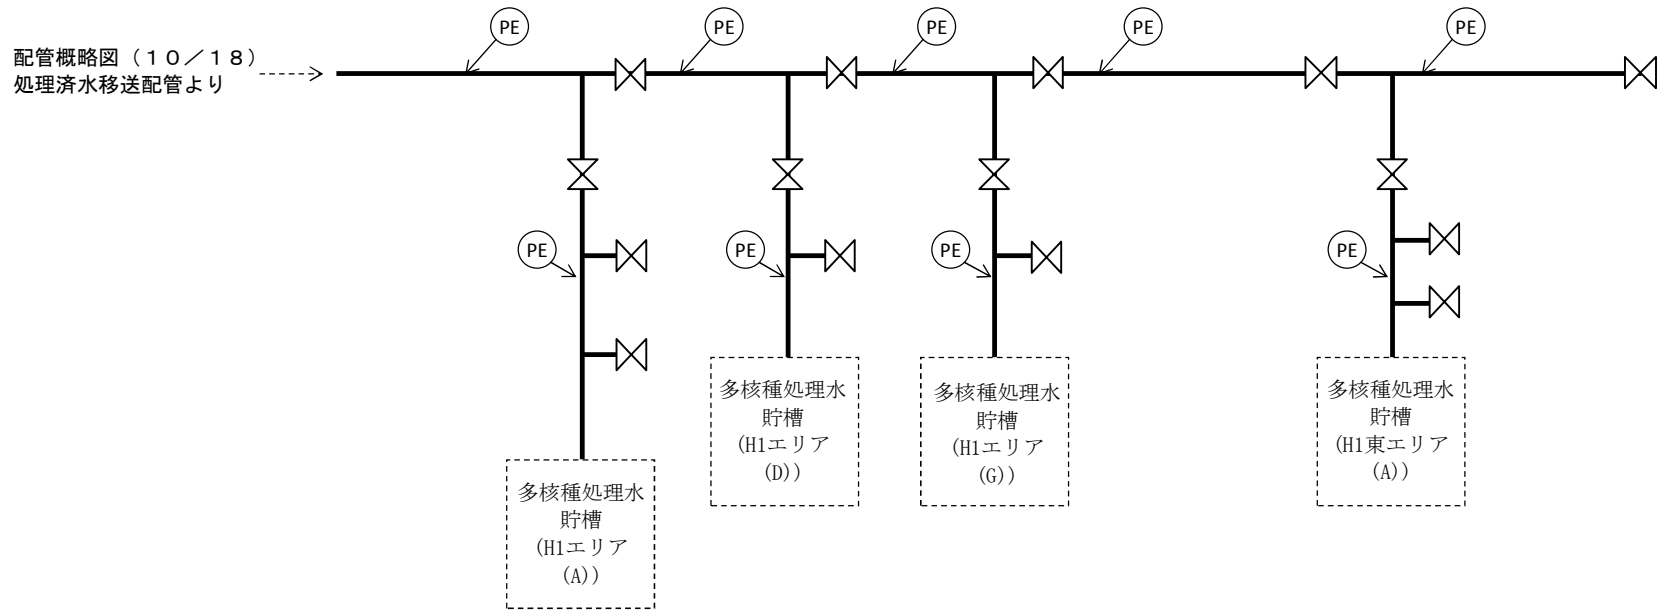 PE
PE
PE
PE
PE
配管概略図（１０／１８）
処理済水移送配管より
PE
PE
PE
PE
多核種処理水
貯槽
(H1エリア
(D))
多核種処理水
貯槽
(H1エリア
(G))
多核種処理水
貯槽
(H1東エリア
(A))
多核種処理水
貯槽
(H1エリア
(A))